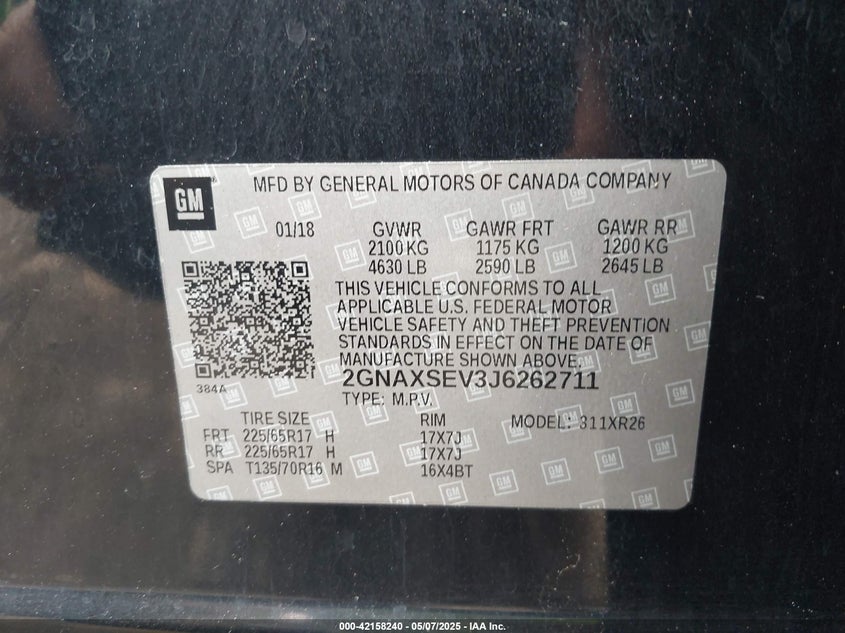 GM
MFD BY GENERAL MOTORS OF CANADA COMPANY
01/18 GVWR GAWR FRT GAWR RR
2100 KG 1175 KG 1200 KG
4630 LB 2590 LB 2645 LB
THIS VEHICLE CONFORMS TO ALL
APPLICABLE U.S. FEDERAL MOTOR
VEHICLE SAFETY AND THEFT PREVENTION
STANDARDS IN EFFECT ON THE DATE OF
MANUFACTURE SHOWN ABOVE.
384A
2GNAXSEV3J6262711
TYPE: M.P.V.
TIRE SIZE RIM MODEL: 311XR26
FRT 225/65R17 H 17X7J
RR 225/65R17 H 17X7J
SPA T135/70R16 M 16X4BT
000-42158240 - 05/07/2025 - IAA Inc.